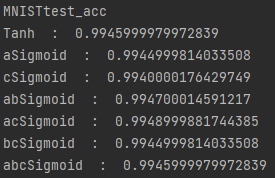 MNISTtest_acc
Tanh  :  0.9945999979972839
aSigmoid  :  0.9944999814033508
cSigmoid  :  0.9940000176429749
abSigmoid  :  0.994700014591217
acSigmoid  :  0.9948999881744385
bcSigmoid  :  0.9944999814033508
abcSigmoid  :  0.9945999979972839